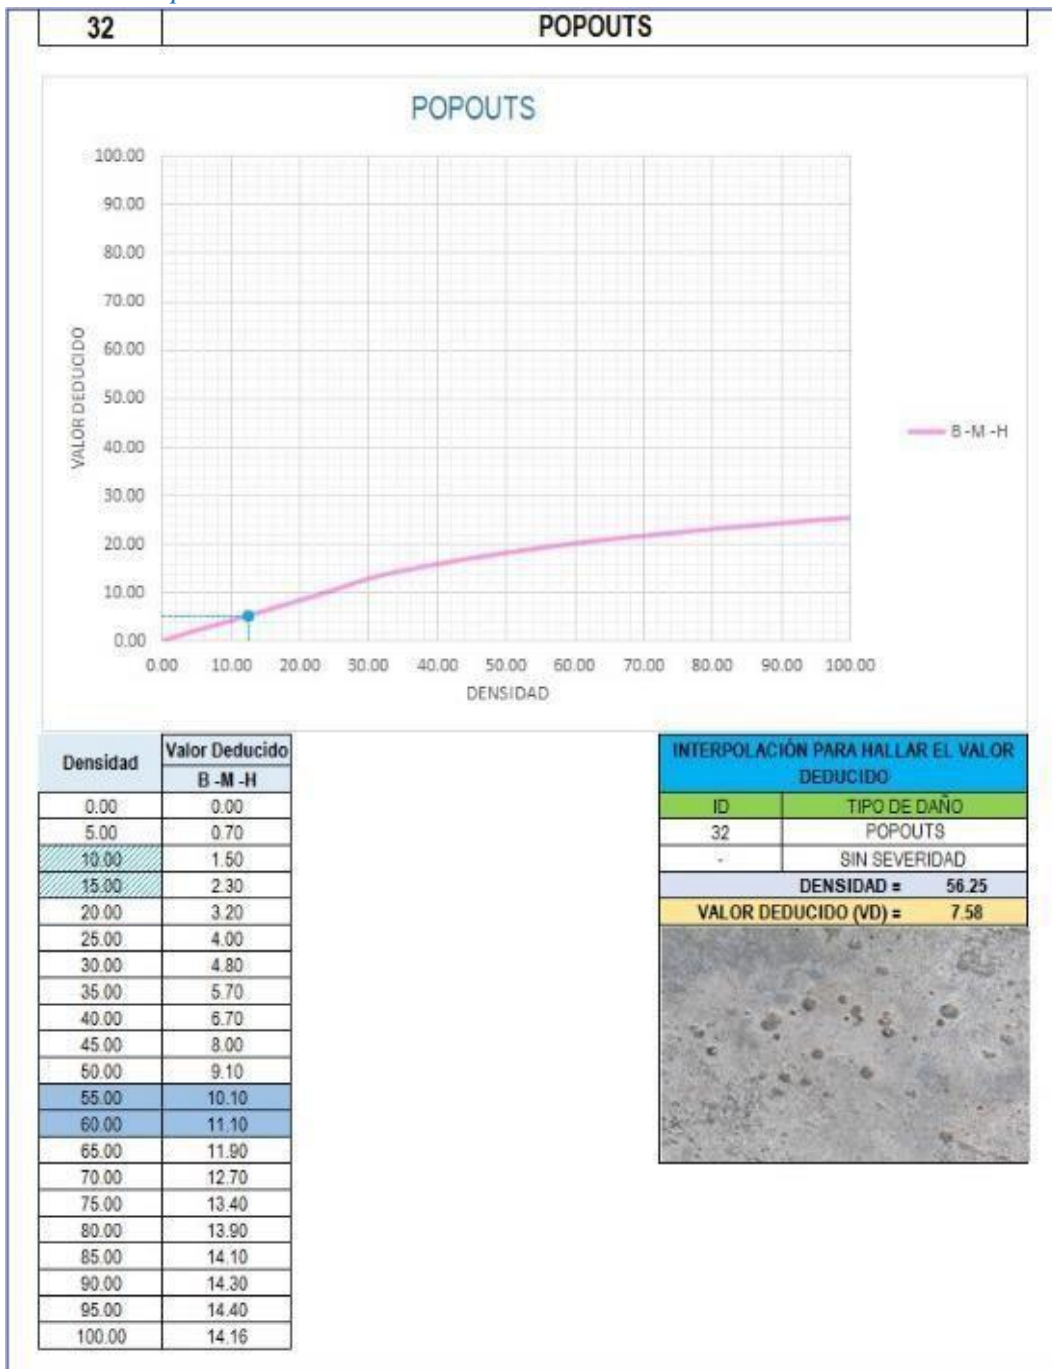 32 POPOUTS
POPOUTS
100.00
90.00
80.00
70.00
60.00
50.00
40.00
30.00
20.00
10.00
0.00
VALOR DEDUCIDO
B -M -H
0.00 10.00 20.00 30.00 40.00 50.00 60.00 70.00 80.00 90.00 100.00
DENSIDAD
Densidad Valor Deducido
B -M -H
0.00 0.00
5.00 0.70
10.00 1.50
15.00 2.30
20.00 3.20
25.00 4.00
30.00 4.80
35.00 5.70
40.00 6.70
45.00 8.00
50.00 9.10
55.00 10.10
60.00 11.10
65.00 11.90
70.00 12.70
75.00 13.40
80.00 13.90
85.00 14.10
90.00 14.30
95.00 14.40
100.00 14.16
INTERPOLACIÓN PARA HALLAR EL VALOR
DEDUCIDO
ID TIPO DE DAÑO
32 POPOUTS
- SIN SEVERIDAD
DENSIDAD = 56.25
VALOR DEDUCIDO (VD) = 7.58